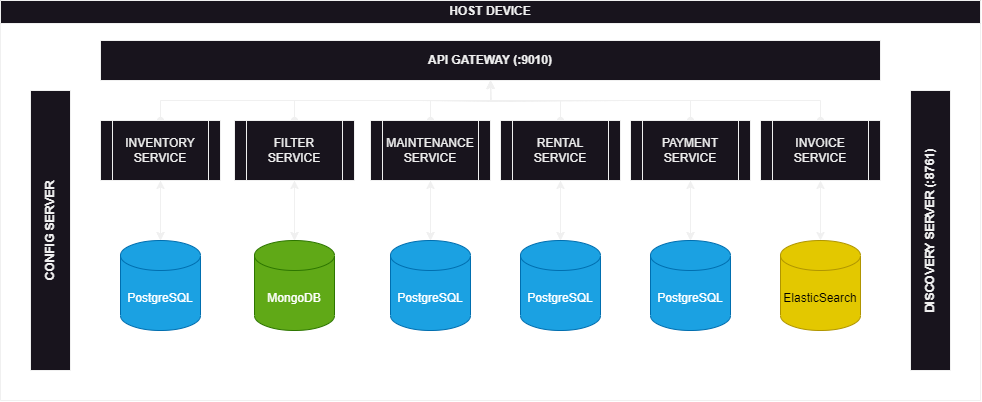 HOST DEVICE
API GATEWAY (:9010)
CONFIG SERVER
INVENTORY
SERVICE
FILTER
SERVICE
MAINTENANCE
SERVICE
RENTAL
SERVICE
PAYMENT
SERVICE
INVOICE
SERVICE
DISCOVERY SERVER (:8761)
PostgreSQL
MongoDB
PostgreSQL
PostgreSQL
PostgreSQL
ElasticSearch